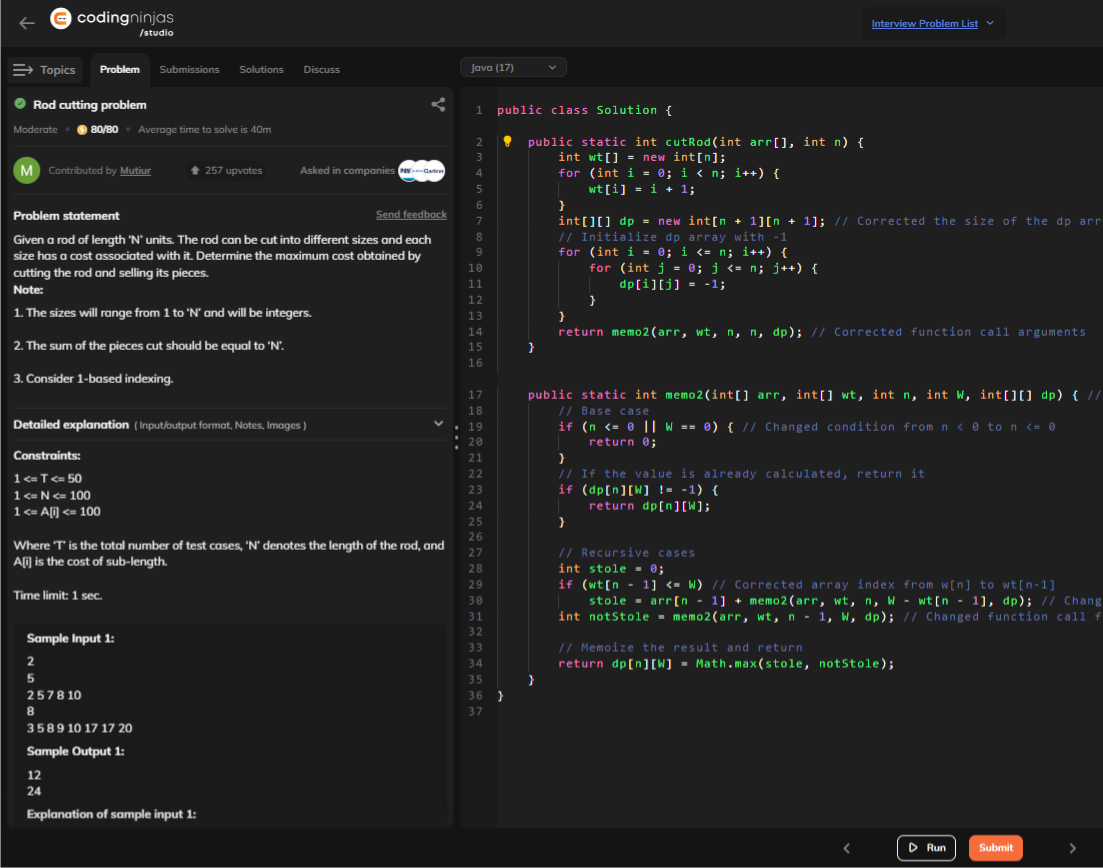 codingninjas
/studio
Interview Problem List
Topics
Problem
Submissions
Solutions
Discuss
Java (17)
Rod cutting problem
Moderate
80/80
Average time to solve is 40m
M
Contributed by Mutiur
257 upvotes
Asked in companies
Gartner
Problem statement
Send feedback
Given a rod of length ‘N’ units. The rod can be cut into different sizes and each
size has a cost associated with it. Determine the maximum cost obtained by
cutting the rod and selling its pieces.
Note:
1. The sizes will range from 1 to ‘N’ and will be integers.
2. The sum of the pieces cut should be equal to ‘N’.
3. Consider 1-based indexing.
Detailed explanation ( Input/output format, Notes, Images )
Constraints:
1 <= T <= 50
1 <= N <= 100
1 <= A[i] <= 100
Where ‘T’ is the total number of test cases, ‘N’ denotes the length of the rod, and
A[i] is the cost of sub-length.
Time limit: 1 sec.
Sample Input 1:
2
5
2 5 7 8 10
8
3 5 8 9 10 17 17 20
Sample Output 1:
12
24
Explanation of sample input 1:
1 public class Solution {
2 public static int cutRod(int arr[], int n) {
3 int wt[] = new int[n];
4 for (int i = 0; i < n; i++) {
5 wt[i] = i + 1;
6 }
7 int[][] dp = new int[n + 1][n + 1]; // Corrected the size of the dp arr
8 // Initialize dp array with -1
9 for (int i = 0; i <= n; i++) {
10 for (int j = 0; j <= n; j++) {
11 dp[i][j] = -1;
12 }
13 }
14 return memo2(arr, wt, n, n, dp); // Corrected function call arguments
15 }
16
17 public static int memo2(int[] arr, int[] wt, int n, int W, int[][] dp) { //
18 // Base case
19 if (n <= 0 || W == 0) { // Changed condition from n < 0 to n <= 0
20 return 0;
21 }
22 // If the value is already calculated, return it
23 if (dp[n][W] != -1) {
24 return dp[n][W];
25 }
26
27 // Recursive cases
28 int stole = 0;
29 if (wt[n - 1] <= W) // Corrected array index from w[n] to wt[n-1]
30 stole = arr[n - 1] + memo2(arr, wt, n, W - wt[n - 1], dp); // Chang
31 int notStole = memo2(arr, wt, n - 1, W, dp); // Changed function call f
32
33 // Memoize the result and return
34 return dp[n][W] = Math.max(stole, notStole);
35 }
36 }
37
Run
Submit